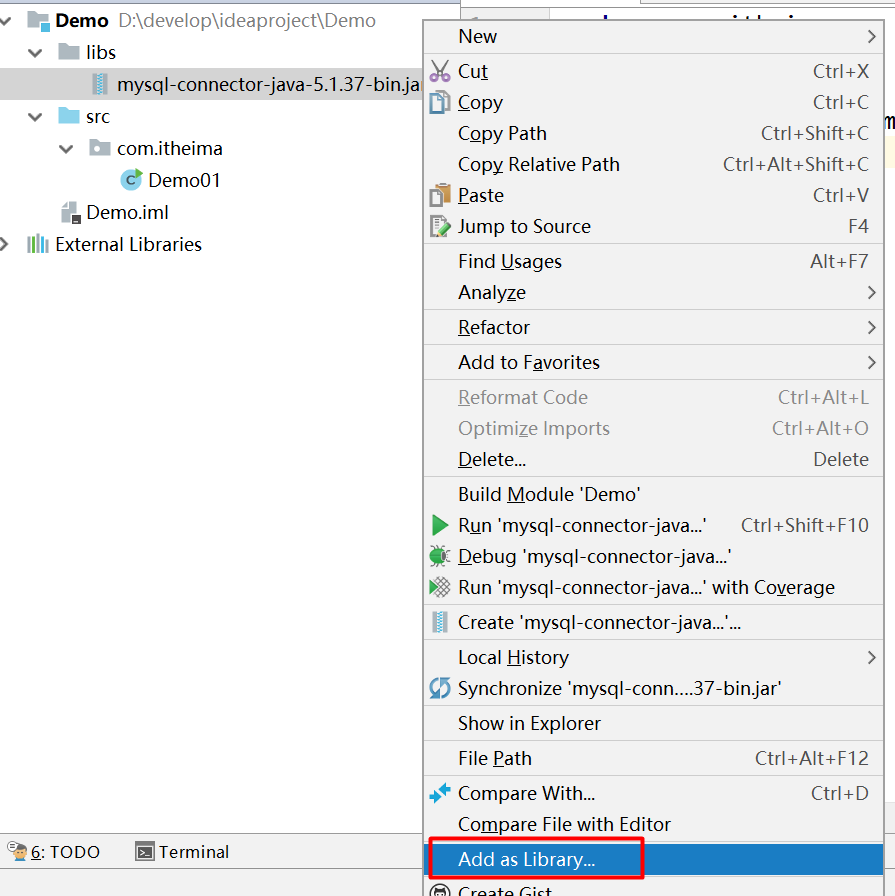 Demo D:\develop\ideaproject\Demo
libs
mysql-connector-java-5.1.37-bin.jar
src
com.itheima
Demo01
Demo.iml
External Libraries
6: TODO
Terminal
New
Cut Ctrl+X
Copy Ctrl+C
Copy Path Ctrl+Shift+C
Copy Relative Path Ctrl+Alt+Shift+C
Paste Ctrl+V
Jump to Source F4
Find Usages Alt+F7
Analyze
Refactor
Add to Favorites
Reformat Code Ctrl+Alt+L
Optimize Imports Ctrl+Alt+O
Delete... Delete
Build Module 'Demo'
Run 'mysql-connector-java...' Ctrl+Shift+F10
Debug 'mysql-connector-java...'
Run 'mysql-connector-java...' with Coverage
Create 'mysql-connector-java...'...
Local History
Synchronize 'mysql-conn....37-bin.jar'
Show in Explorer
File Path Ctrl+Alt+F12
Compare With... Ctrl+D
Compare File with Editor
Add as Library...
Create Gist